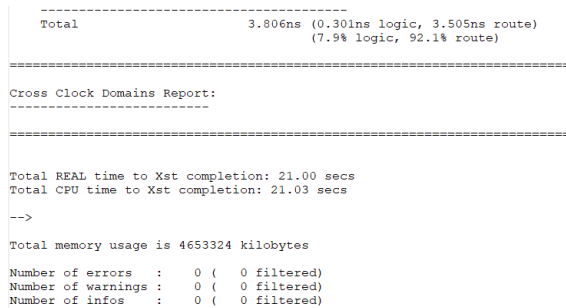 ----------------------------------------
Total                      3.806ns (0.301ns logic, 3.505ns route)
                                   (7.9% logic, 92.1% route)
=========================================================================
Cross Clock Domains Report:
--------------------------
=========================================================================
Total REAL time to Xst completion: 21.00 secs
Total CPU time to Xst completion: 21.03 secs
-->
Total memory usage is 4653324 kilobytes
Number of errors   :    0 (   0 filtered)
Number of warnings :    0 (   0 filtered)
Number of infos    :    0 (   0 filtered)